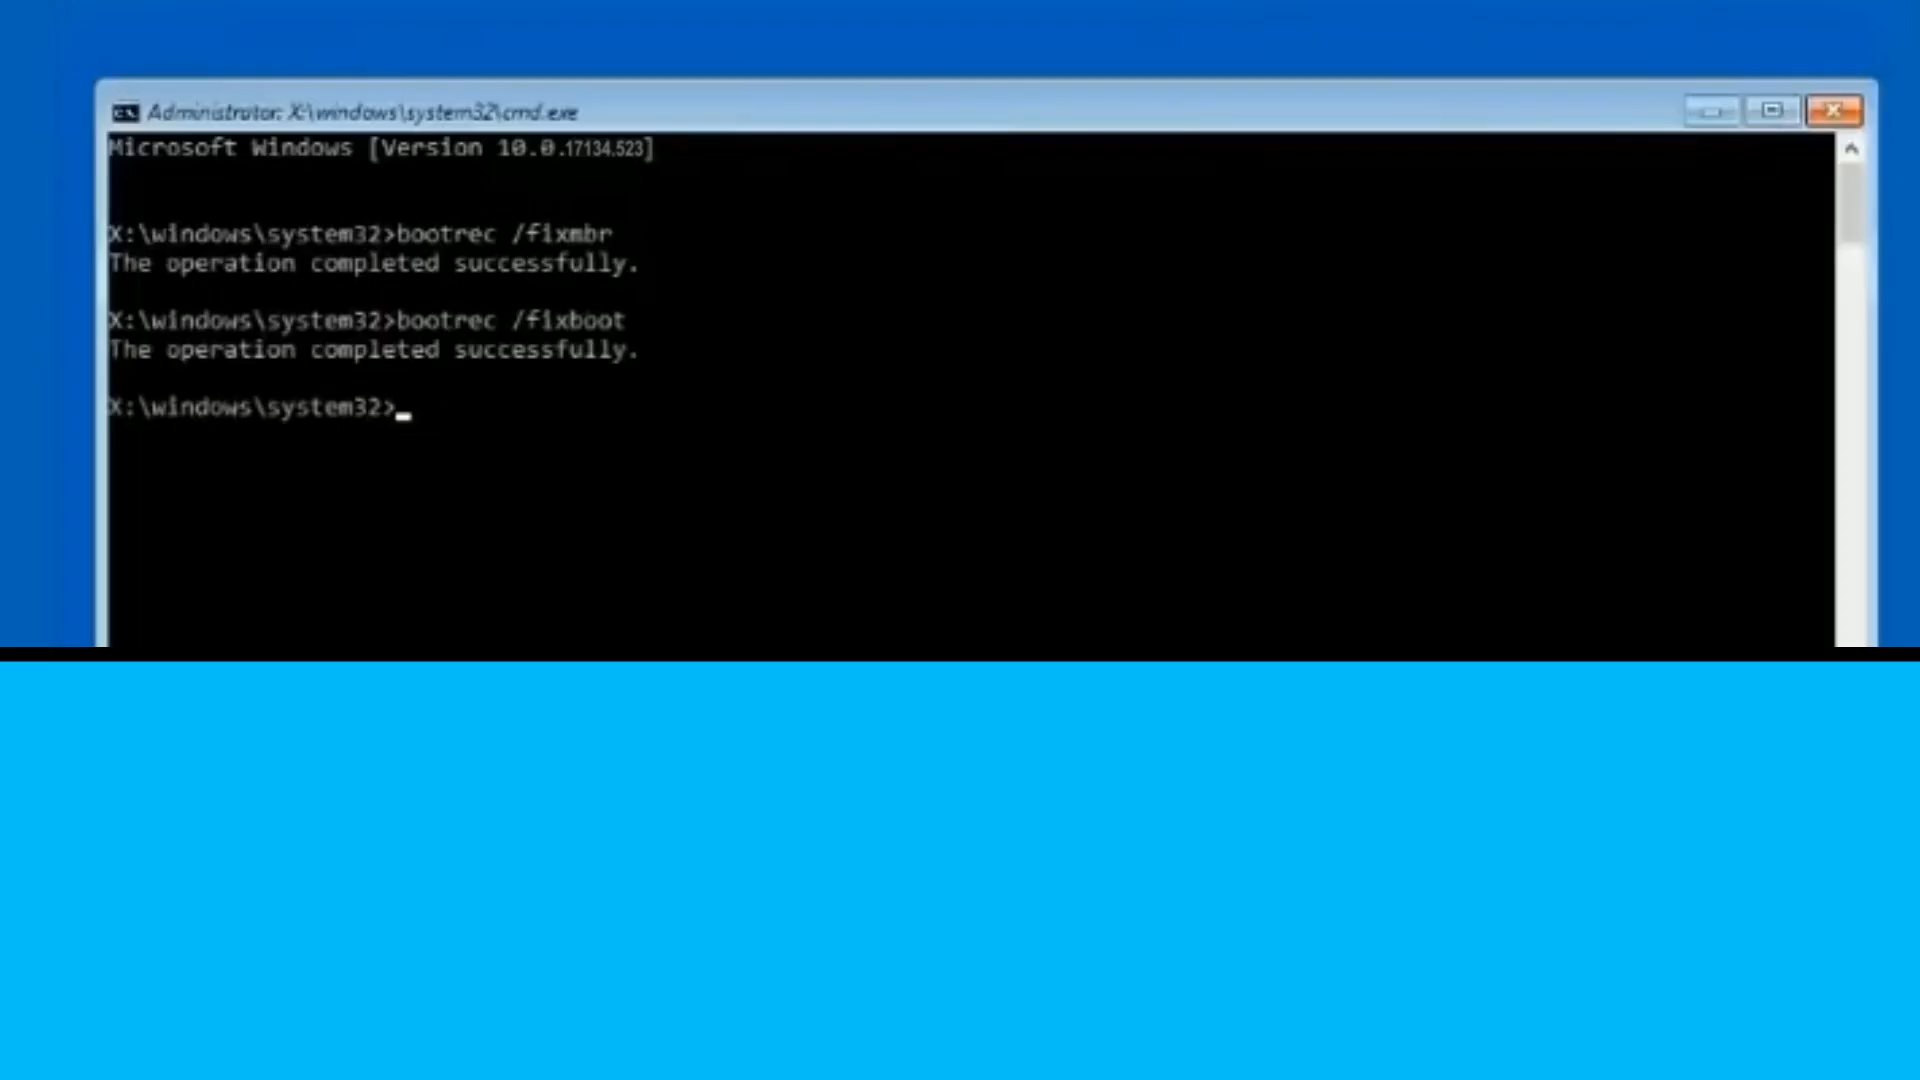 Administrator: X:\windows\system32\cmd.exe
Microsoft Windows [Version 10.0.17134.523]
X:\windows\system32>bootrec /fixmbr
The operation completed successfully.
X:\windows\system32>bootrec /fixboot
The operation completed successfully.
X:\windows\system32>